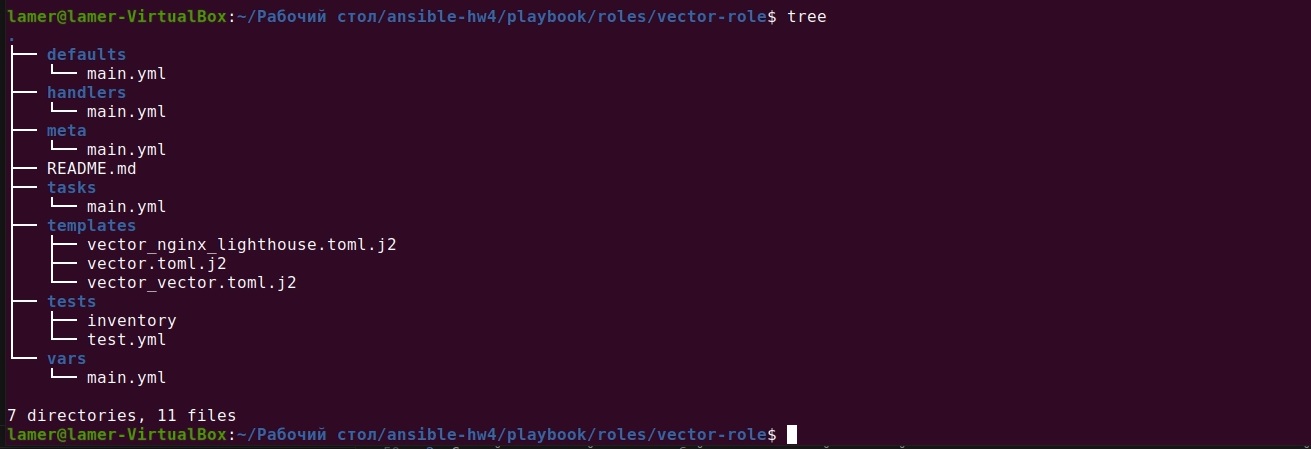 lamer@lamer-VirtualBox:~/Рабочий стол/ansible-hw4/playbook/roles/vector-role$ tree
.
├── defaults
│   └── main.yml
├── handlers
│   └── main.yml
├── meta
│   └── main.yml
├── README.md
├── tasks
│   └── main.yml
├── templates
│   ├── vector_nginx_lighthouse.toml.j2
│   ├── vector.toml.j2
│   └── vector_vector.toml.j2
├── tests
│   ├── inventory
│   └── test.yml
└── vars
    └── main.yml

7 directories, 11 files
lamer@lamer-VirtualBox:~/Рабочий стол/ansible-hw4/playbook/roles/vector-role$